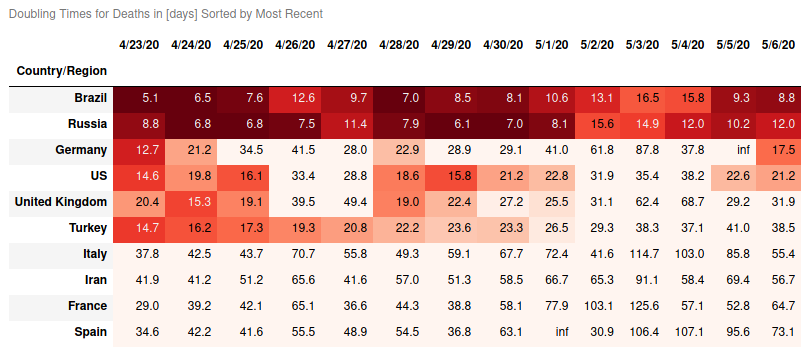 Doubling Times for Deaths in [days] Sorted by Most Recent
4/23/20 4/24/20 4/25/20 4/26/20 4/27/20 4/28/20 4/29/20 4/30/20 5/1/20 5/2/20 5/3/20 5/4/20 5/5/20 5/6/20
Country/Region
Brazil 5.1 6.5 7.6 12.6 9.7 7.0 8.5 8.1 10.6 13.1 16.5 15.8 9.3 8.8
Russia 8.8 6.8 6.8 7.5 11.4 7.9 6.1 7.0 8.1 15.6 14.9 12.0 10.2 12.0
Germany 12.7 21.2 34.5 41.5 28.0 22.9 28.9 29.1 41.0 61.8 87.8 37.8 inf 17.5
US 14.6 19.8 16.1 33.4 28.8 18.6 15.8 21.2 22.8 31.9 35.4 38.2 22.6 21.2
United Kingdom 20.4 15.3 19.1 39.5 49.4 19.0 22.4 27.2 25.5 31.1 62.4 68.7 29.2 31.9
Turkey 14.7 16.2 17.3 19.3 20.8 22.2 23.6 23.3 26.5 29.3 38.3 37.1 41.0 38.5
Italy 37.8 42.5 43.7 70.7 55.8 49.3 59.1 67.7 72.4 41.6 114.7 103.0 85.8 55.4
Iran 41.9 41.2 51.2 65.6 41.6 57.0 51.3 58.5 66.7 65.3 91.1 58.4 69.4 56.7
France 29.0 39.2 42.1 65.1 36.6 44.3 38.8 58.1 77.9 103.1 125.6 57.1 52.8 64.7
Spain 34.6 42.2 41.6 55.5 48.9 54.5 36.8 63.1 inf 30.9 106.4 107.1 95.6 73.1